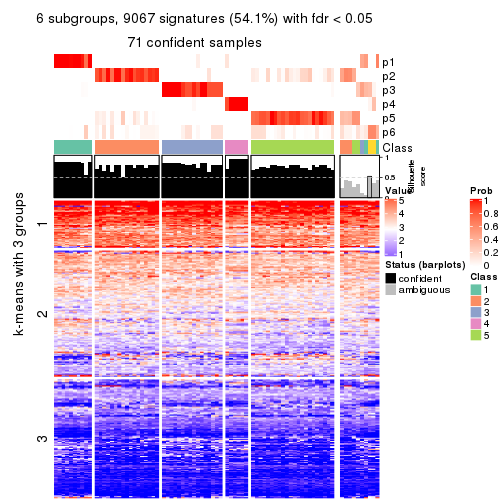 6 subgroups, 9067 signatures (54.1%) with fdr < 0.05
71 confident samples
p1
p2
p3
p4
p5
p6
Class
1
0.5
0
Silhouette
score
k-means with 3 groups
1
2
3
Value
5
4
3
2
1
Status (barplots)
confident
ambiguous
Prob
1
0.8
0.6
0.4
0.2
0
Class
1
2
3
4
5